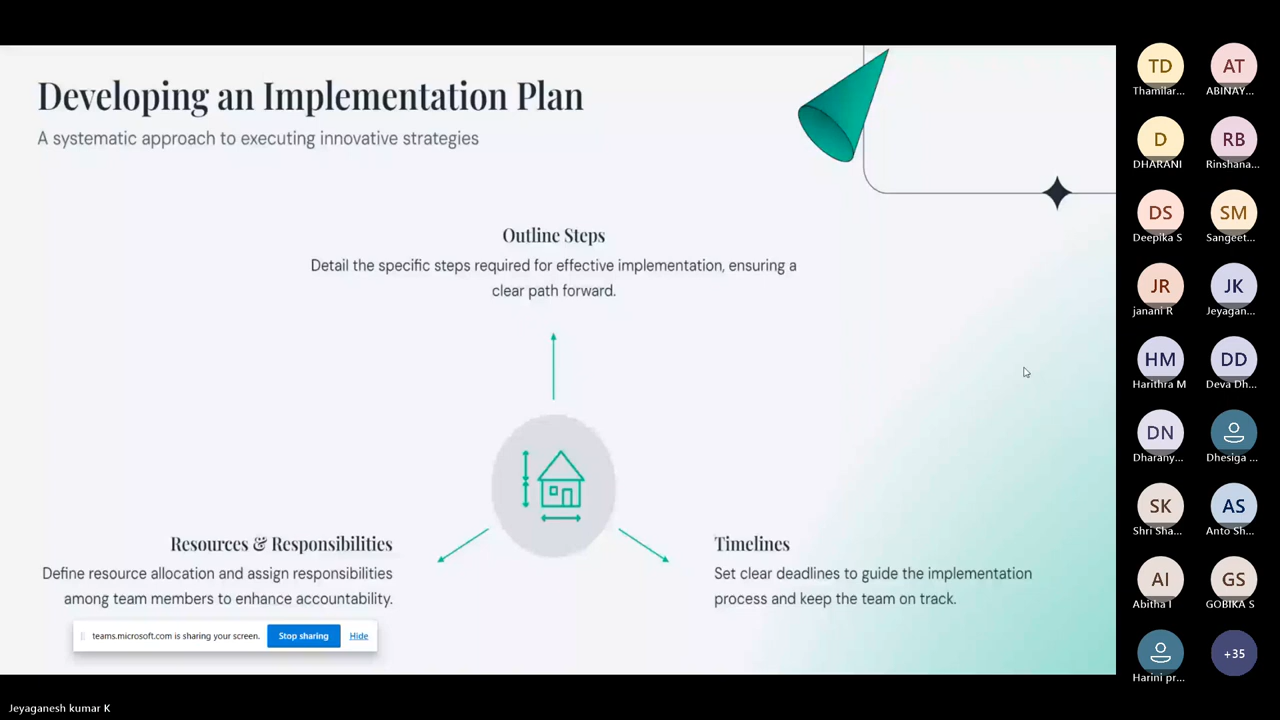 Developing an Implementation Plan
A systematic approach to executing innovative strategies
Outline Steps
Detail the specific steps required for effective implementation, ensuring a
clear path forward.
Resources & Responsibilities
Define resource allocation and assign responsibilities
among team members to enhance accountability.
Timelines
Set clear deadlines to guide the implementation
process and keep the team on track.
teams.microsoft.com is sharing your screen. Stop sharing Hide
Jeyaganesh kumar K
TD AT
Thamilar... ABINAY...
D RB
DHARANI Rinshana...
DS SM
Deepika S Sangeet...
JR JK
janani R Jeyagan...
HM DD
Harithra M Deva Dh...
DN
Dharany... Dhesiga ...
SK AS
Shri Sha... Anto Sh...
AI GS
Abitha I GOBIKA S
+35
Harini pr...